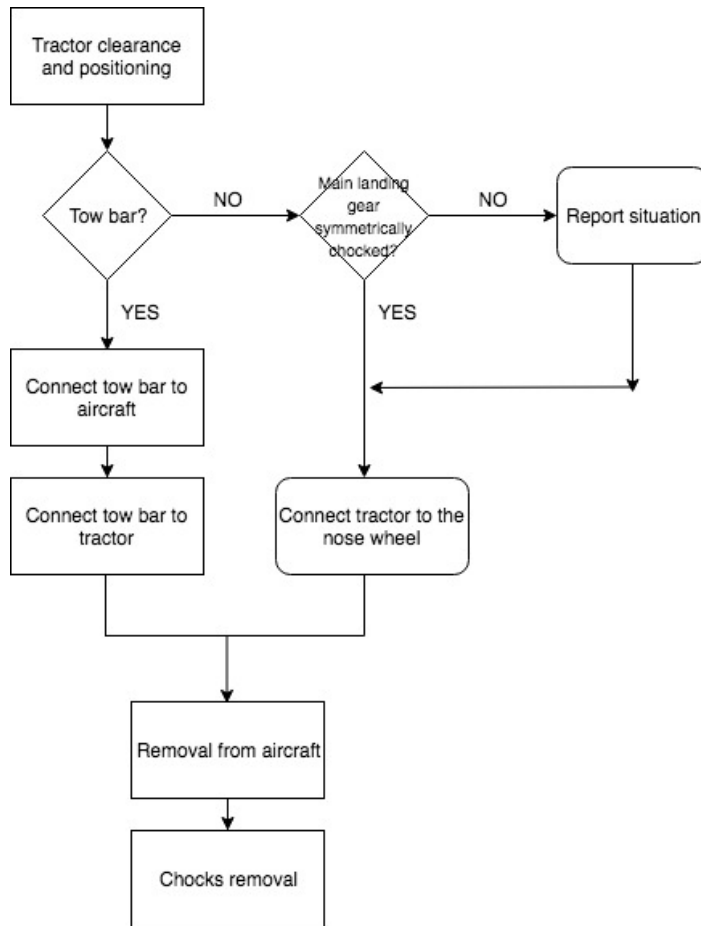 Tractor clearance
and positioning
Tow bar?
NO
Main landing
gear
symmetrically
chocked?
NO
Report situation
YES
YES
Connect tow bar to
aircraft
Connect tow bar to
tractor
Connect tractor to the
nose wheel
Removal from aircraft
Chocks removal